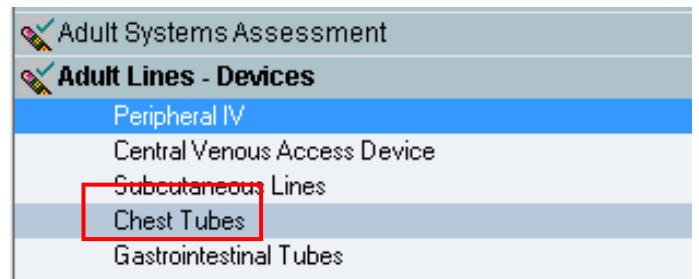 Adult Systems Assessment
Adult Lines - Devices
Peripheral IV
Central Venous Access Device
Subcutaneous Lines
Chest Tubes
Gastrointestinal Tubes